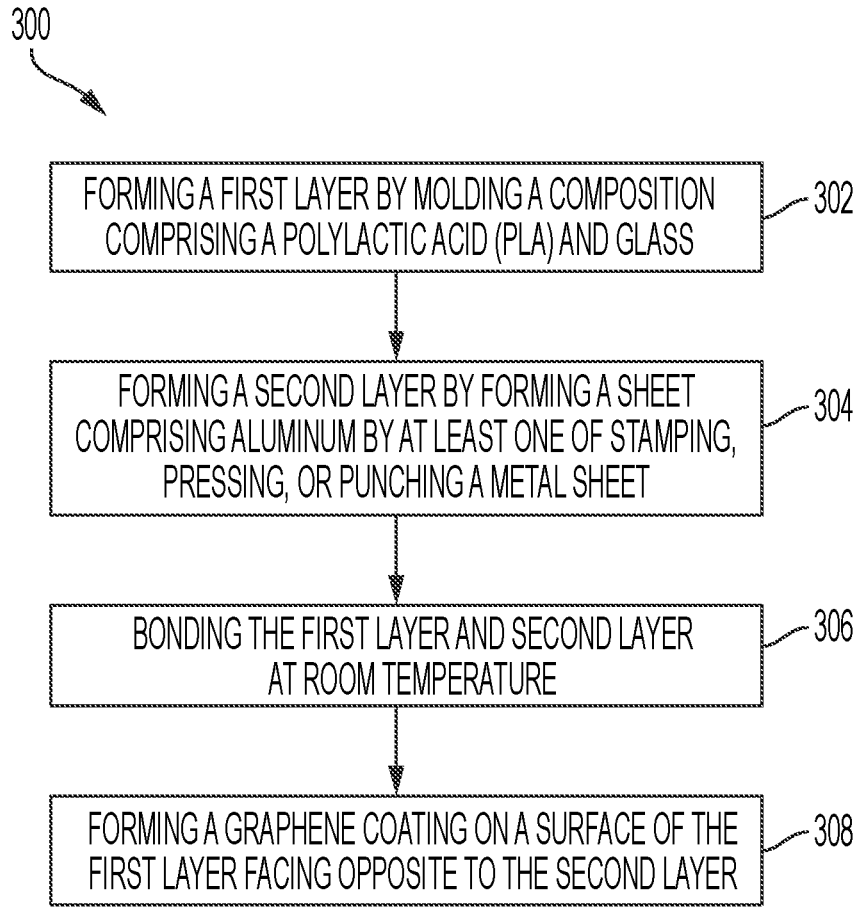 300
FORMING A FIRST LAYER BY MOLDING A COMPOSITION
COMPRISING A POLYLACTIC ACID (PLA) AND GLASS
302
FORMING A SECOND LAYER BY FORMING A SHEET
COMPRISING ALUMINUM BY AT LEAST ONE OF STAMPING,
PRESSING, OR PUNCHING A METAL SHEET
304
BONDING THE FIRST LAYER AND SECOND LAYER
AT ROOM TEMPERATURE
306
FORMING A GRAPHENE COATING ON A SURFACE OF THE
FIRST LAYER FACING OPPOSITE TO THE SECOND LAYER
308